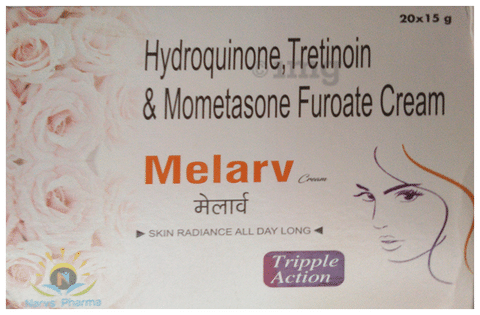 20x15 g
Hydroquinone, Tretinoin
& Mometasone Furoate Cream
Melarv Cream
मेलार्व
▶ SKIN RADIANCE ALL DAY LONG ◀
Tripple
Action
Pharma